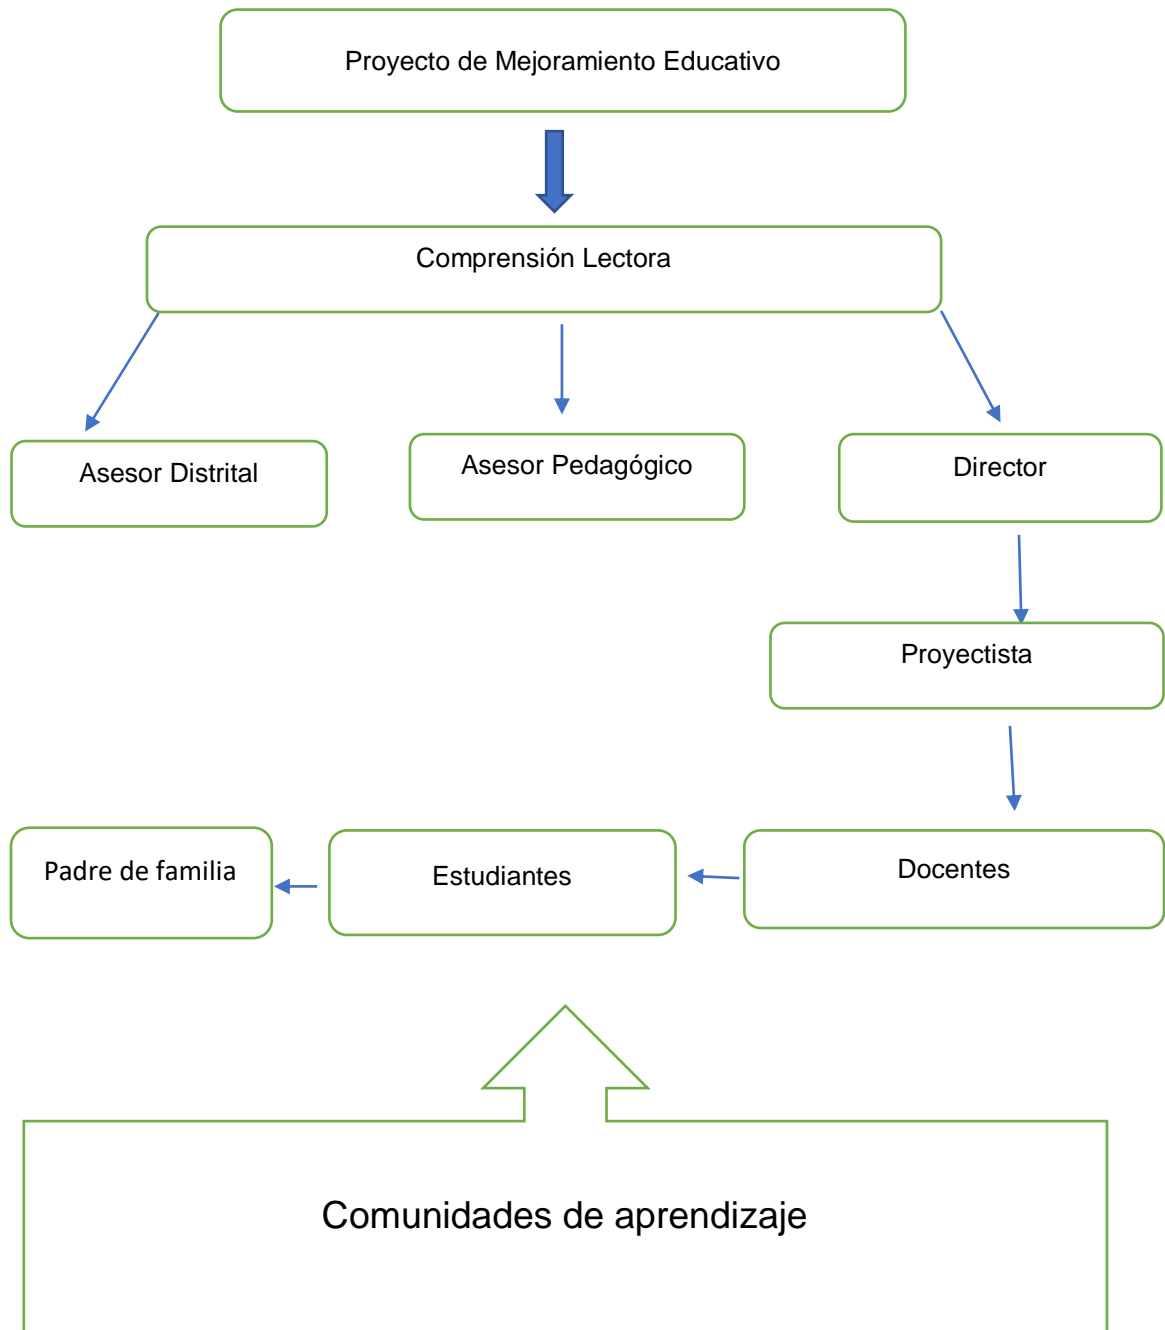 Proyecto de Mejoramiento Educativo
Comprensión Lectora
Asesor Distrital
Asesor Pedagógico
Director
Proyectista
Padre de familia
Estudiantes
Docentes
Comunidades de aprendizaje